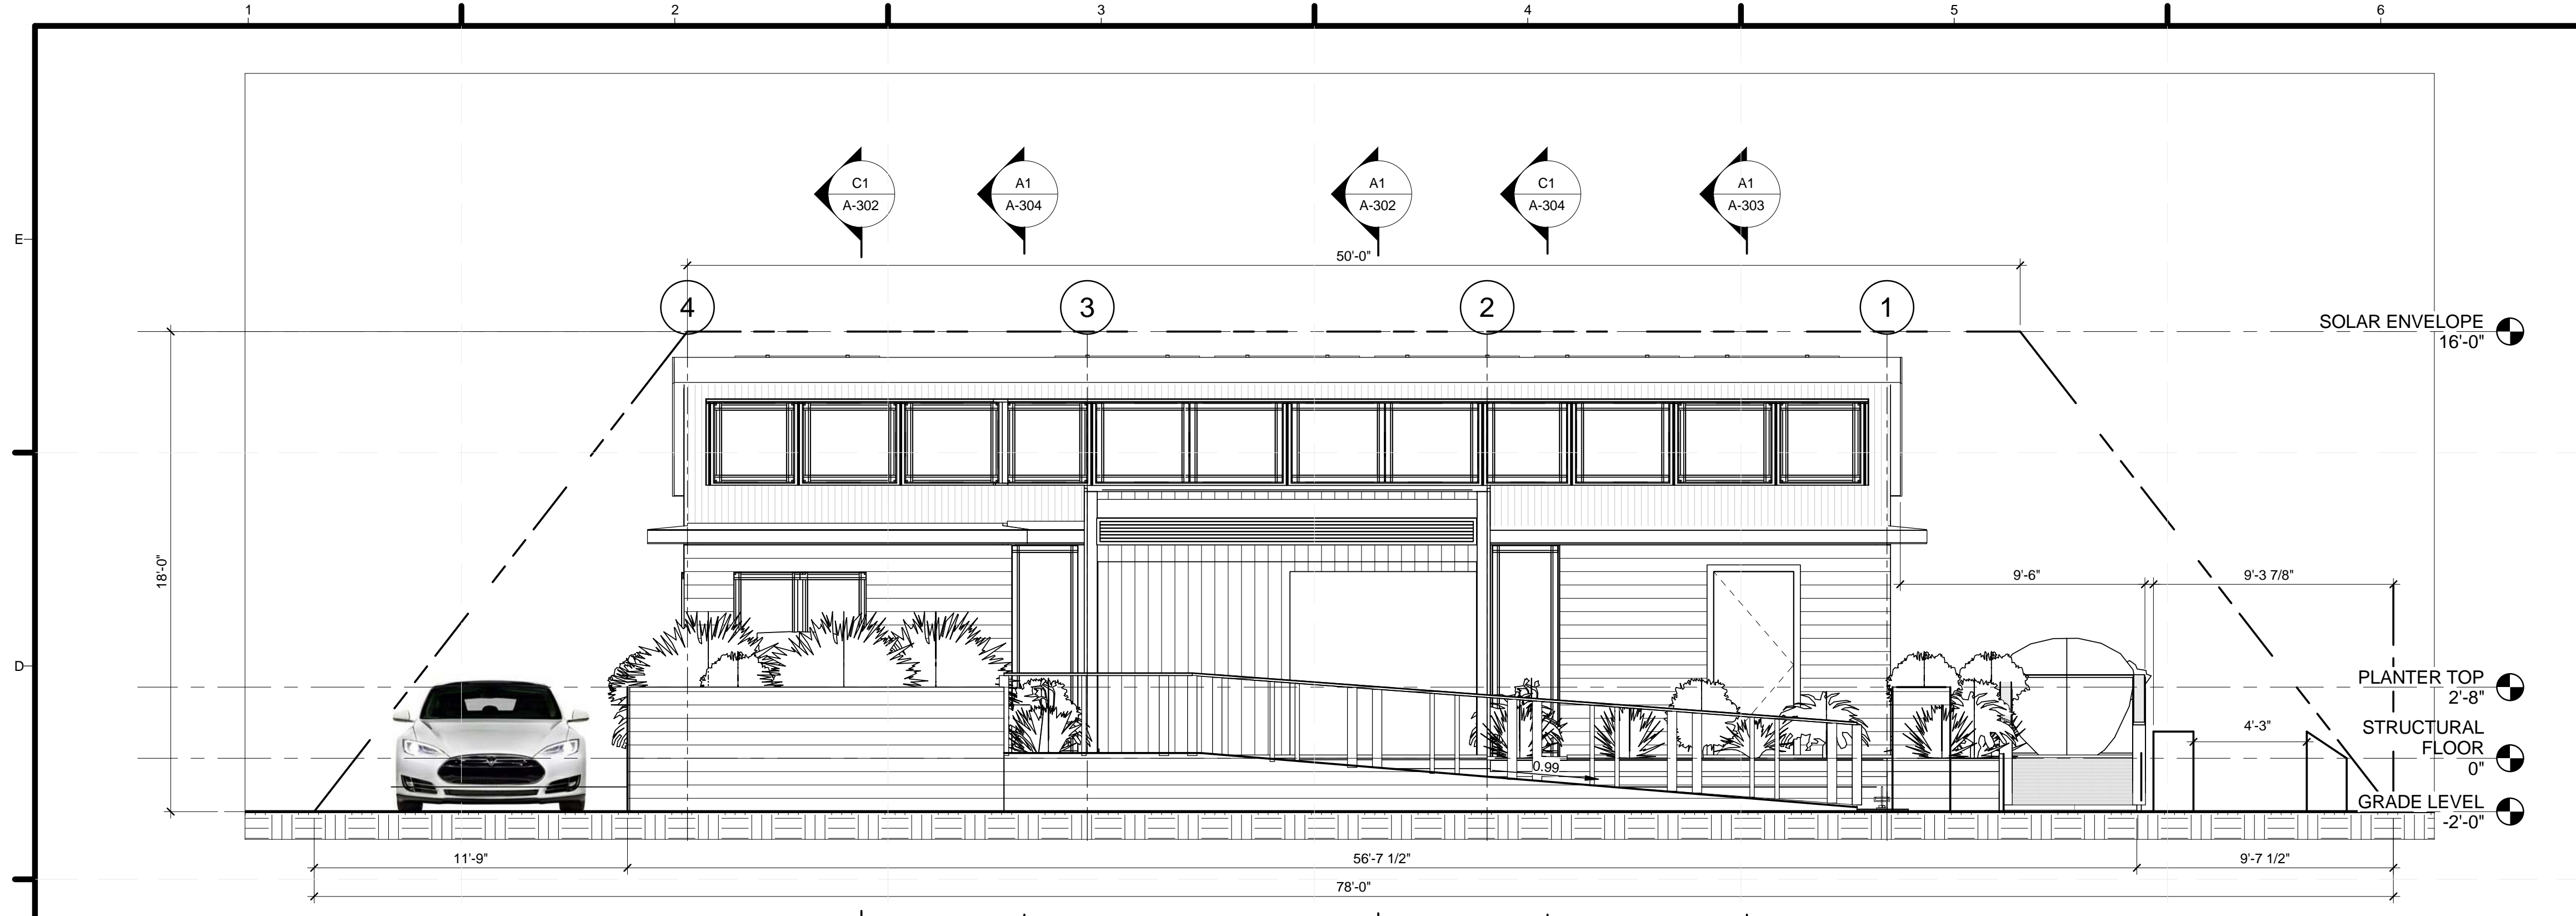 1
2
3
4
5
6
E
C1
A-302
A1
A-304
A1
A-302
C1
A-304
A1
A-303
50'-0"
4
3
2
1
SOLAR ENVELOPE
16'-0"
18'-0"
9'-6"
9'-3 7/8"
D
PLANTER TOP
2'-8"
4'-3"
STRUCTURAL
FLOOR
0"
0.99
GRADE LEVEL
-2'-0"
11'-9"
56'-7 1/2"
9'-7 1/2"
78'-0"